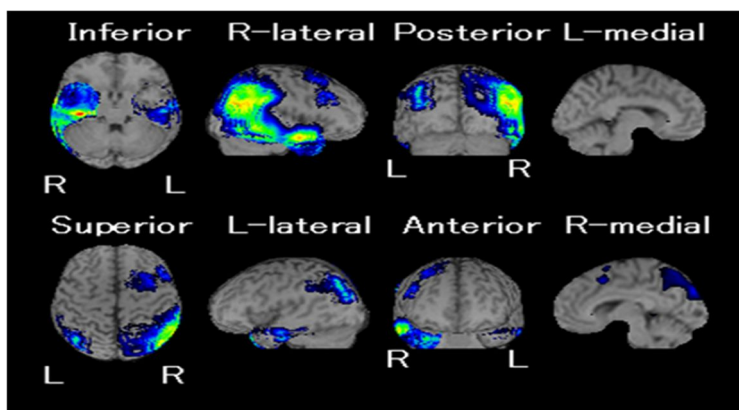 Inferior R-lateral Posterior L-medial
R L L R
Superior L-lateral Anterior R-medial
L R R L